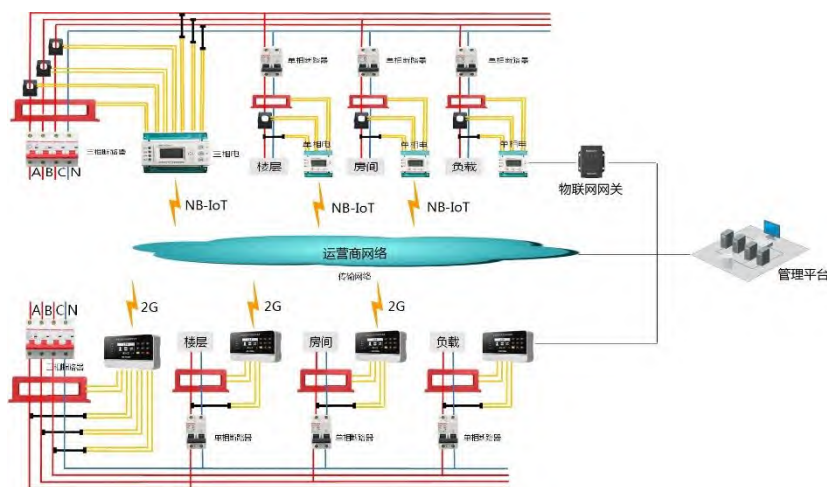 单相断路器
单相断路器
单相断路器
三相断路器
三相电
单相电
单相电
单相电
ABCN
楼层
房间
负载
物联网网关
NB-IoT
NB-IoT
NB-IoT
运营商网络
传输网络
管理平台
2G
2G
2G
ABCN
楼层
房间
负载
三相断路器
单相断路器
单相断路器
单相断路器